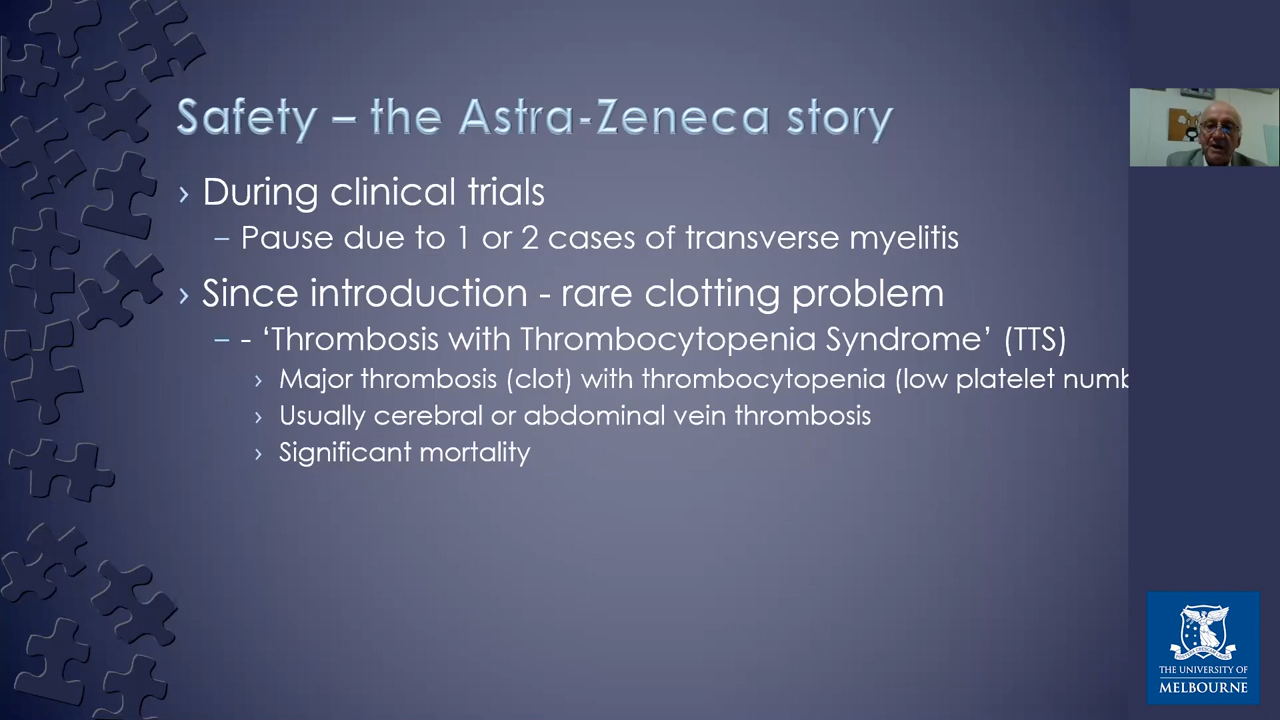 Safety – the Astra-Zeneca story
› During clinical trials
– Pause due to 1 or 2 cases of transverse myelitis
› Since introduction - rare clotting problem
– - ‘Thrombosis with Thrombocytopenia Syndrome’ (TTS)
› Major thrombosis (clot) with thrombocytopenia (low platelet numb
› Usually cerebral or abdominal vein thrombosis
› Significant mortality
THE UNIVERSITY OF
MELBOURNE